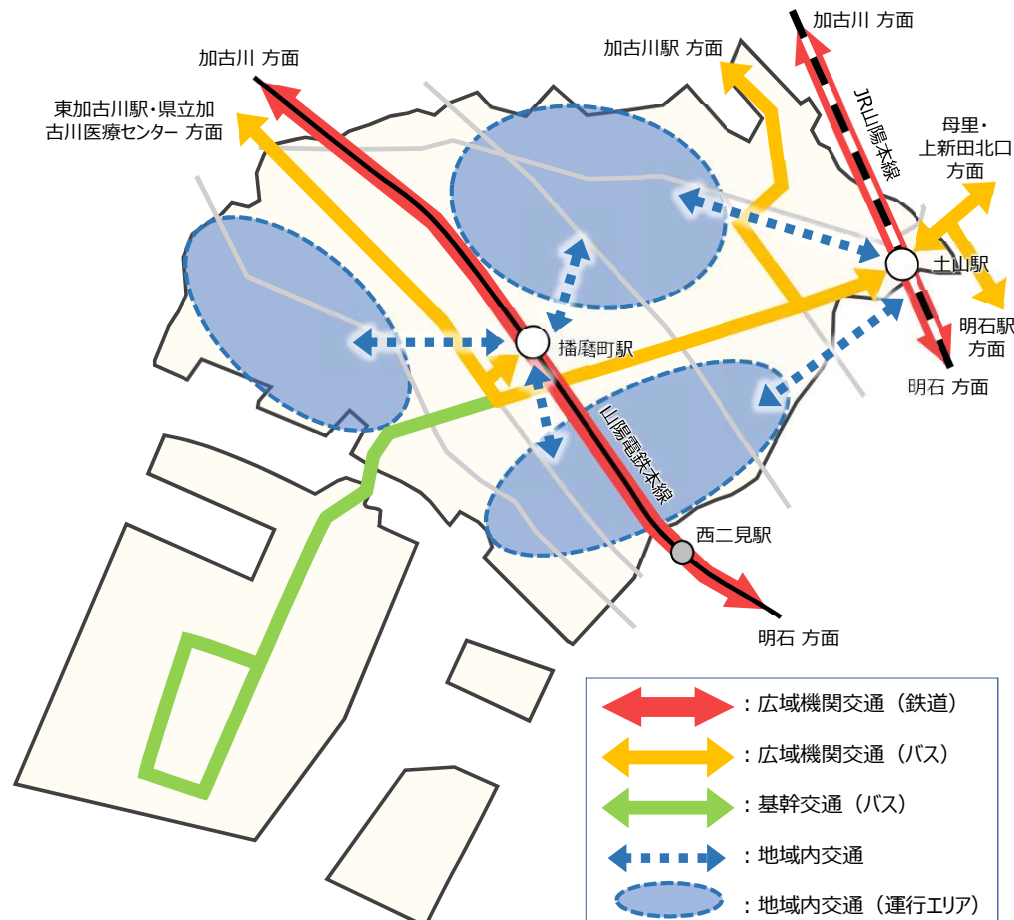 加古川 方面
加古川駅 方面
加古川 方面
東加古川駅・県立加
古川医療センター 方面
JR山陽本線
母里・
上新田北口
方面
土山駅
明石駅
方面
明石 方面
播磨町駅
山陽電鉄本線
西二見駅
明石 方面
：広域機関交通（鉄道）
：広域機関交通（バス）
：基幹交通（バス）
：地域内交通
：地域内交通（運行エリア）